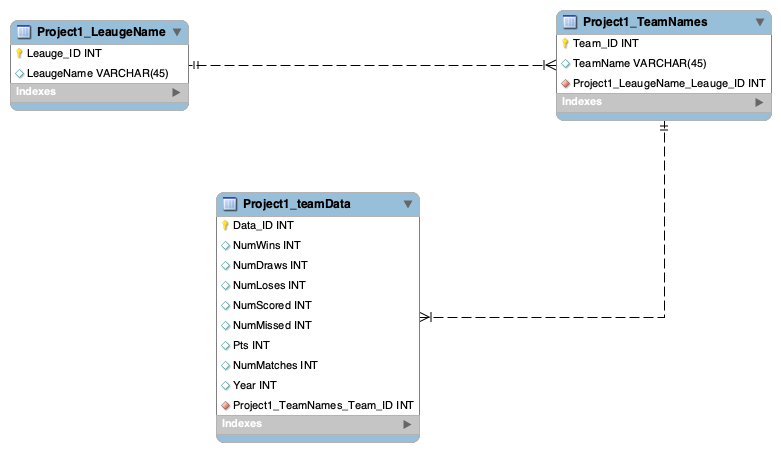 Project1_LeaugeName
Leauge_ID INT
LeaugeName VARCHAR(45)
Indexes
Project1_TeamNames
Team_ID INT
TeamName VARCHAR(45)
Project1_LeaugeName_Leauge_ID INT
Indexes
Project1_teamData
Data_ID INT
NumWins INT
NumDraws INT
NumLoses INT
NumScored INT
NumMissed INT
Pts INT
NumMatches INT
Year INT
Project1_TeamNames_Team_ID INT
Indexes